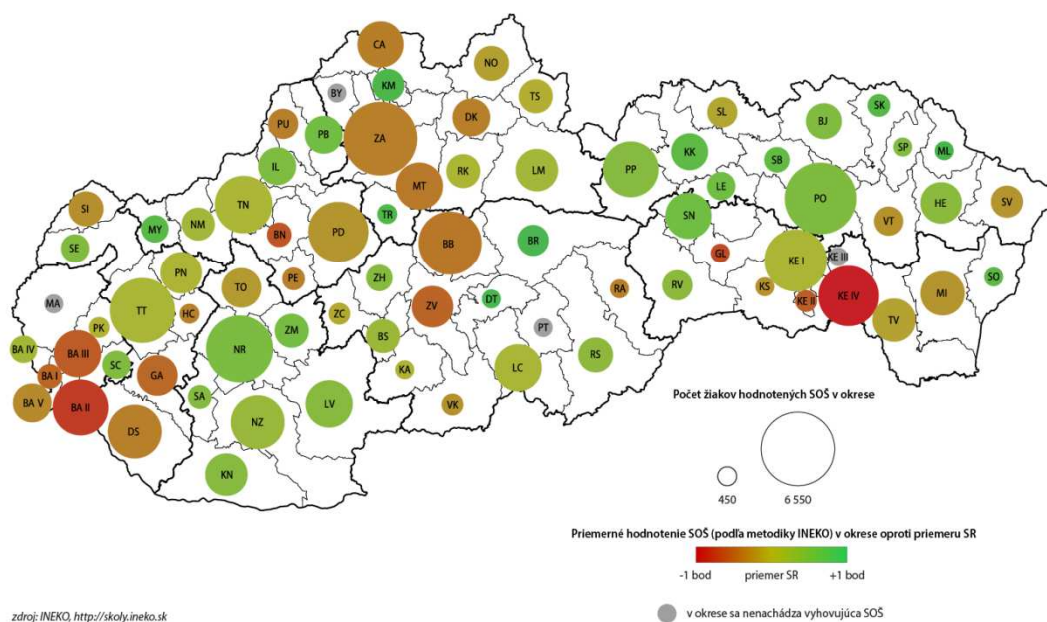 CA
NO
BY
KM
TS
PU
PB
ZA
DK
SL
BJ
SK
IL
MT
RK
LM
PP
KK
SB
SP
ML
LE
SI
MY
NM
TN
BN
PD
TR
BB
BR
SN
PO
HE
SV
VT
SE
PN
TO
PE
ZH
GL
KE I
KE III
MA
TT
HC
ZC
ZV
DT
RA
RV
KS
KE II
KE IV
MI
SO
PK
BA IV
BA III
SC
NR
ZM
BS
PT
TV
BA I
GA
KA
LC
RS
BA V
BA II
DS
SA
NZ
LV
VK
KN
Počet žiakov hodnotených SOŠ v okrese
450
6 550
Priemerné hodnotenie SOŠ (podľa metodiky INEKO) v okrese oproti priemeru SR
-1 bod priemer SR +1 bod
v okrese sa nenachádza vyhovujúca SOŠ
zdroj: INEKO, http://skoly.ineko.sk